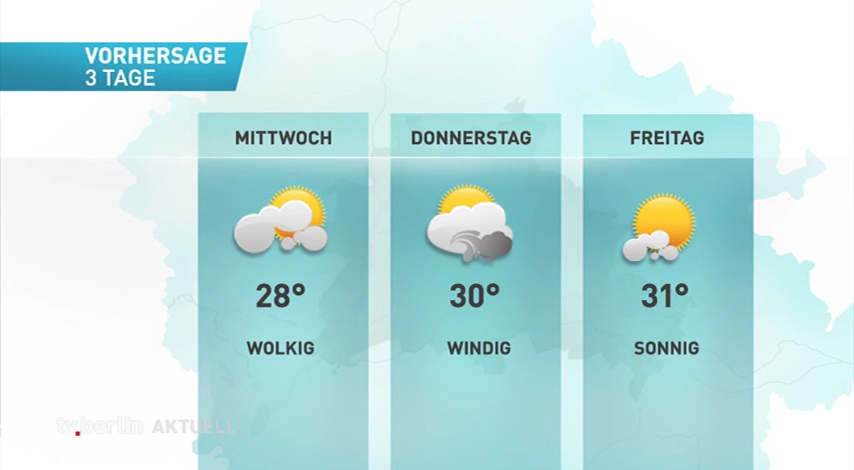 VORHERSAGE
3 TAGE
MITTWOCH
DONNERSTAG
FREITAG
28°
30°
31°
WOLKIG
WINDIG
SONNIG
tv.berlin AKTUELL